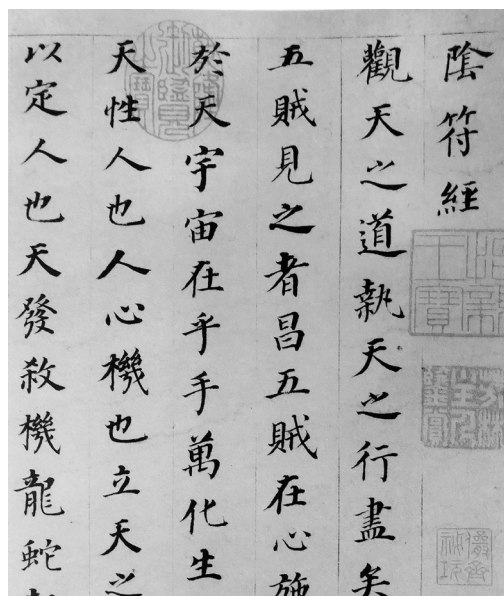 陰符經
觀天之道執天之行盡矣
五賊見之者昌五賊在心施
於天宇宙在乎手萬化生
天性人也人心機也立天之
以定人也天發殺機龍蛇